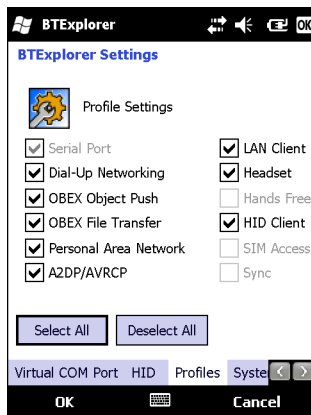 BTExplorer OK
BTExplorer Settings
Profile Settings
Serial Port LAN Client
Dial-Up Networking Headset
OBEX Object Push Hands Free
OBEX File Transfer HID Client
Personal Area Network SIM Access
A2DP/AVRCP Sync
Select All Deselect All
Virtual COM Port HID Profiles Syste
OK Cancel